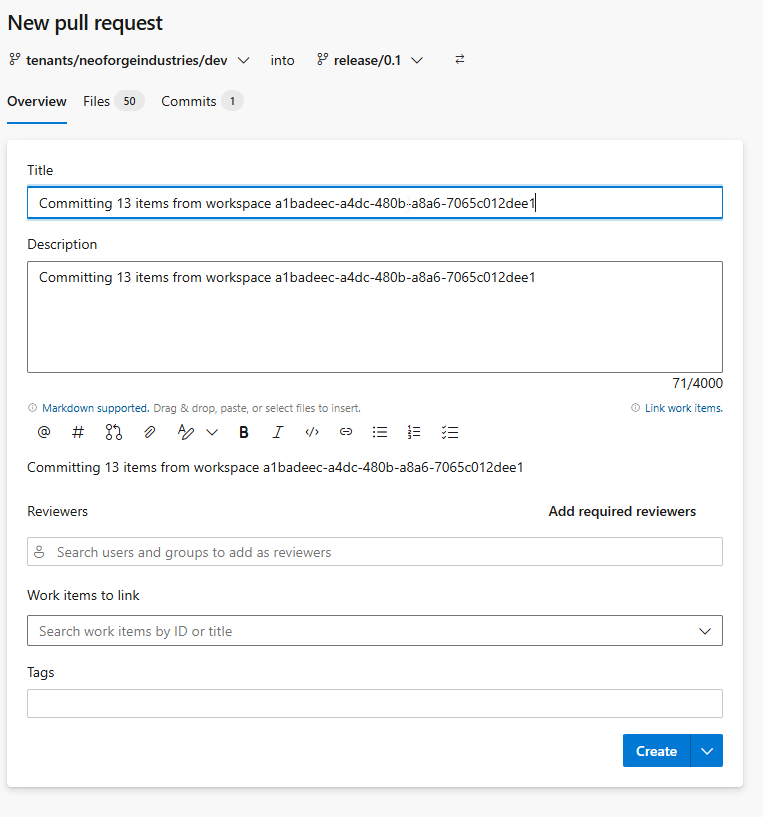 New pull request
tenants/neoforgeindustries/dev into release/0.1
Overview Files 50 Commits 1
Title
Committing 13 items from workspace a1badeec-a4dc-480b-a8a6-7065c012dee1
Description
Committing 13 items from workspace a1badeec-a4dc-480b-a8a6-7065c012dee1
71/4000
Markdown supported. Drag & drop, paste, or select files to insert. Link work items.
Committing 13 items from workspace a1badeec-a4dc-480b-a8a6-7065c012dee1
Reviewers Add required reviewers
Search users and groups to add as reviewers
Work items to link
Search work items by ID or title
Tags
Create